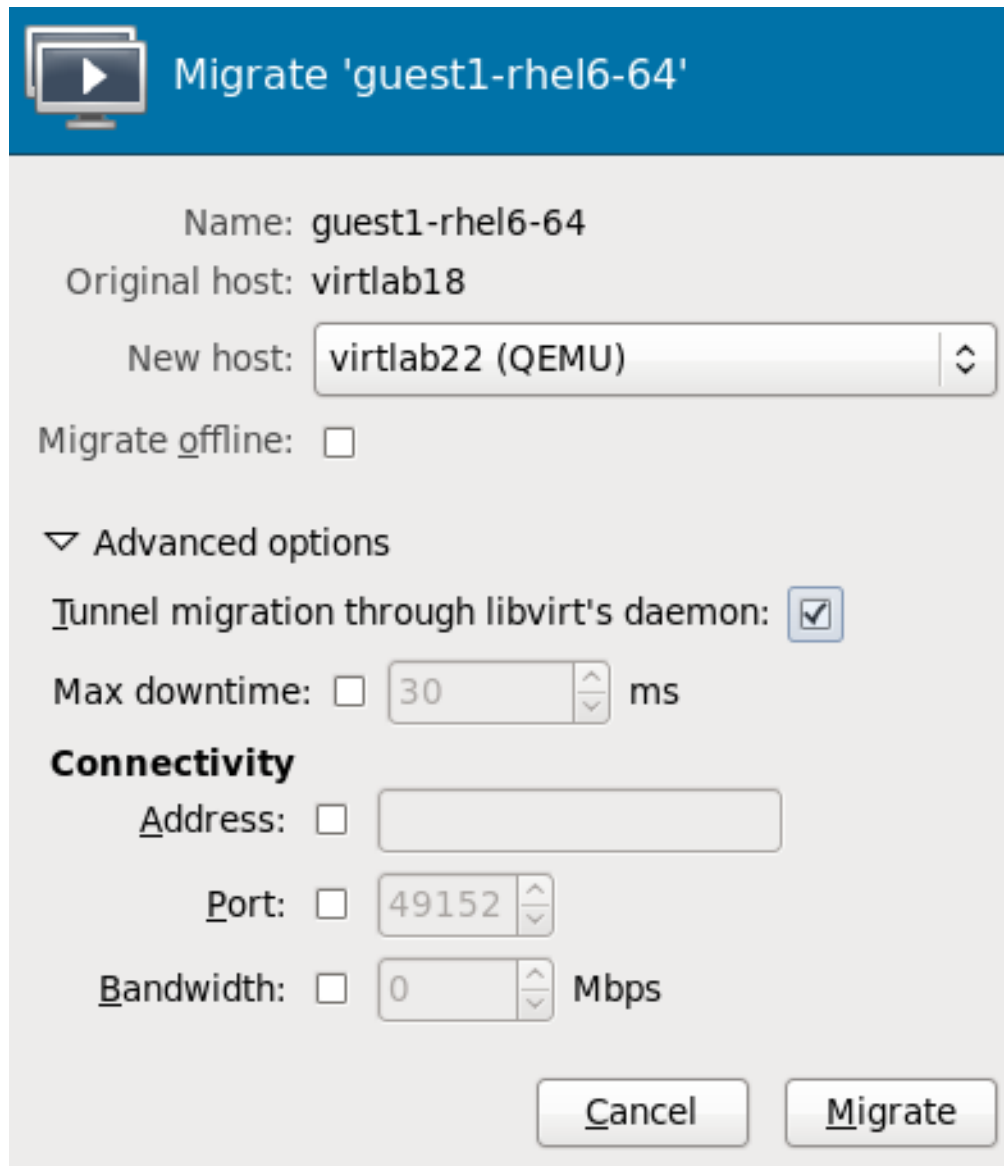 Migrate 'guest1-rhel6-64'
Name: guest1-rhel6-64
Original host: virtlab18
New host: virtlab22 (QEMU)
Migrate offline:
Advanced options
Tunnel migration through libvirt's daemon:
Max downtime: 30 ms
Connectivity
Address:
Port: 49152
Bandwidth: 0 Mbps
Cancel Migrate